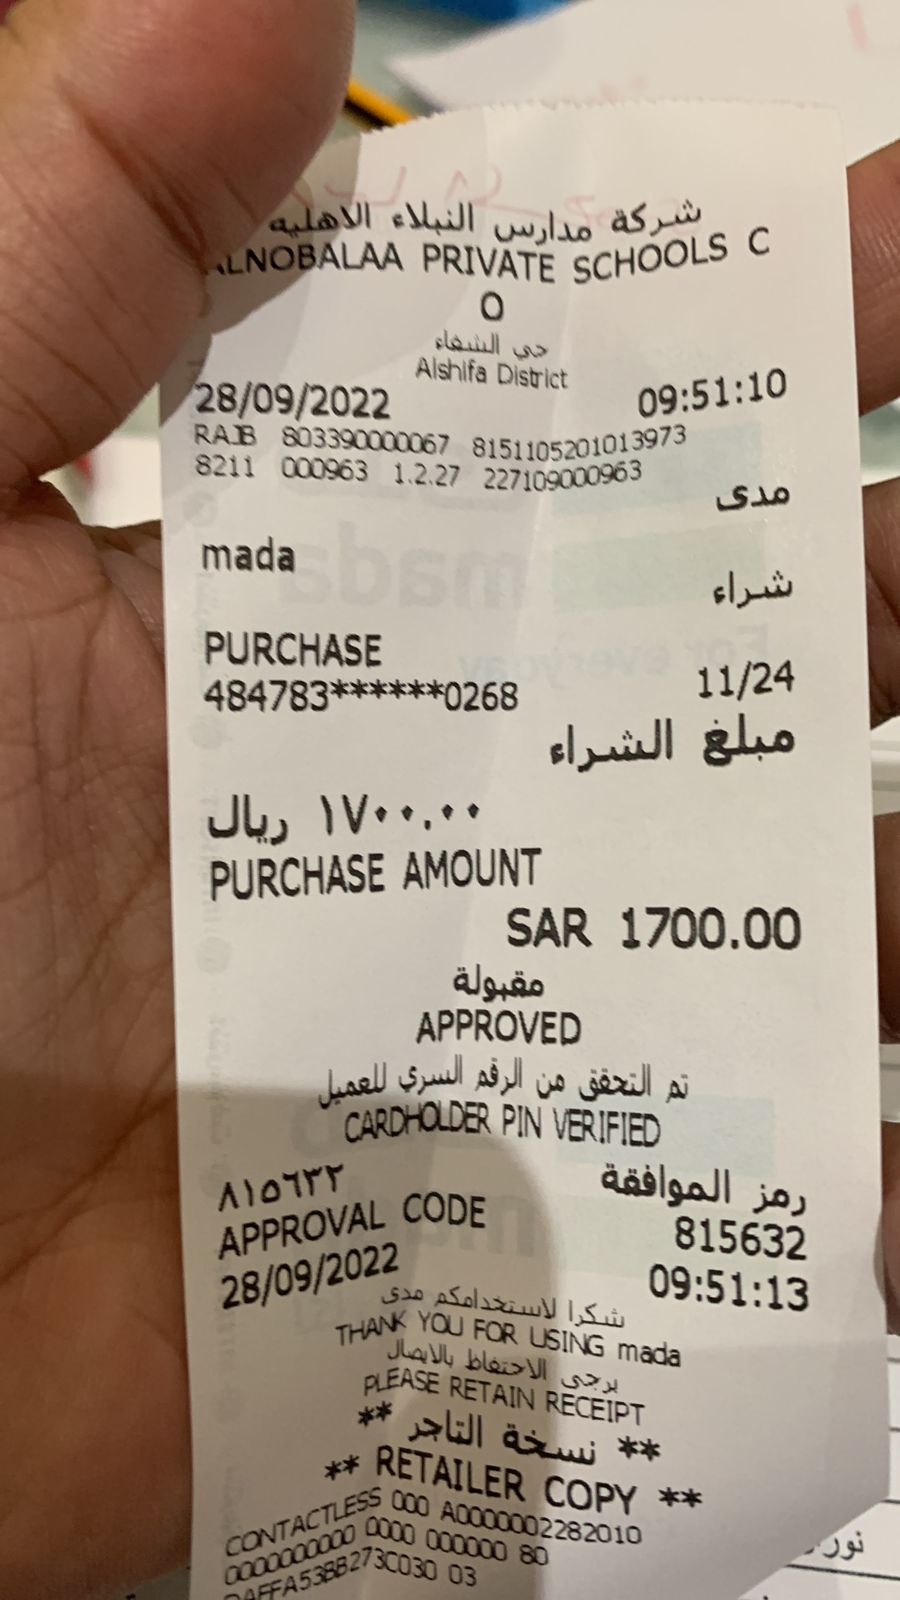 شركة مدارس النبلاء الاهليه
ALNOBALAA PRIVATE SCHOOLS C
O
حي الشفاء
Alshifa District
28/09/2022 09:51:10
RAJB 803390000067 8151105201013973
8211 000963 1.2.27 227109000963
مدى
mada
شراء
PURCHASE
484783******0268 11/24
مبلغ الشراء
١٧٠٠.٠٠ ريال
PURCHASE AMOUNT
SAR 1700.00
مقبولة
APPROVED
تم التحقق من الرقم السري للعميل
CARDHOLDER PIN VERIFIED
رمز الموافقة ٨١٥٦٣٢
APPROVAL CODE 815632
28/09/2022 09:51:13
شكرا لاستخدامكم مدى
THANK YOU FOR USING mada
يرجى الاحتفاظ بالايصال
PLEASE RETAIN RECEIPT
** نسخة التاجر **
** RETAILER COPY **
CONTACTLESS 000 A0000002282010
0000000000 0000 000000 80
DAFFA53BB273C030 03